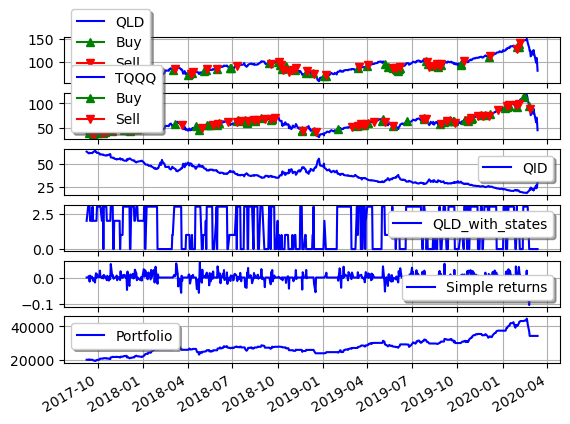 QLD
Buy
Sell
150
100
TQQQ
Buy
Sell
100
50
QID
50
25
QLD_with_states
2.5
0.0
Simple returns
0.0
−0.1
Portfolio
40000
20000
2017-10
2018-01
2018-04
2018-07
2018-10
2019-01
2019-04
2019-07
2019-10
2020-01
2020-04